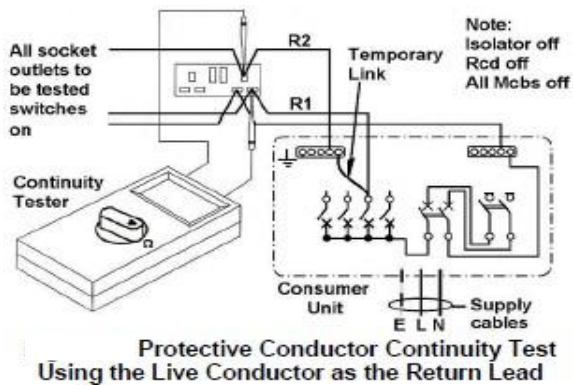 All socket
outlets to
be tested
switches
on
R2
Temporary
Link
Note:
Isolator off
Rcd off
All Mcbs off
R1
Continuity
Tester
Ω
Consumer
Unit
E L N
Supply
cables
Protective Conductor Continuity Test
Using the Live Conductor as the Return Lead